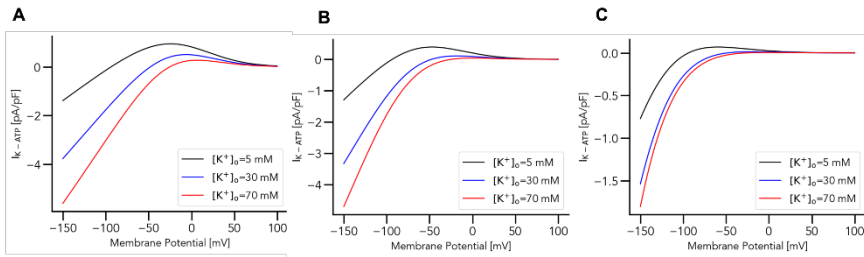 A
B
C
0
−2
−4
I_K−ATP [pA/pF]
[K⁺]ₒ=5 mM
[K⁺]ₒ=30 mM
[K⁺]ₒ=70 mM
−150 −100 −50 0 50 100
Membrane Potential [mV]
0
−1
−2
−3
−4
I_K−ATP [pA/pF]
[K⁺]ₒ=5 mM
[K⁺]ₒ=30 mM
[K⁺]ₒ=70 mM
−150 −100 −50 0 50 100
Membrane Potential [mV]
0.0
−0.5
−1.0
−1.5
I_K−ATP [pA/pF]
[K⁺]ₒ=5 mM
[K⁺]ₒ=30 mM
[K⁺]ₒ=70 mM
−150 −100 −50 0 50 100
Membrane Potential [mV]